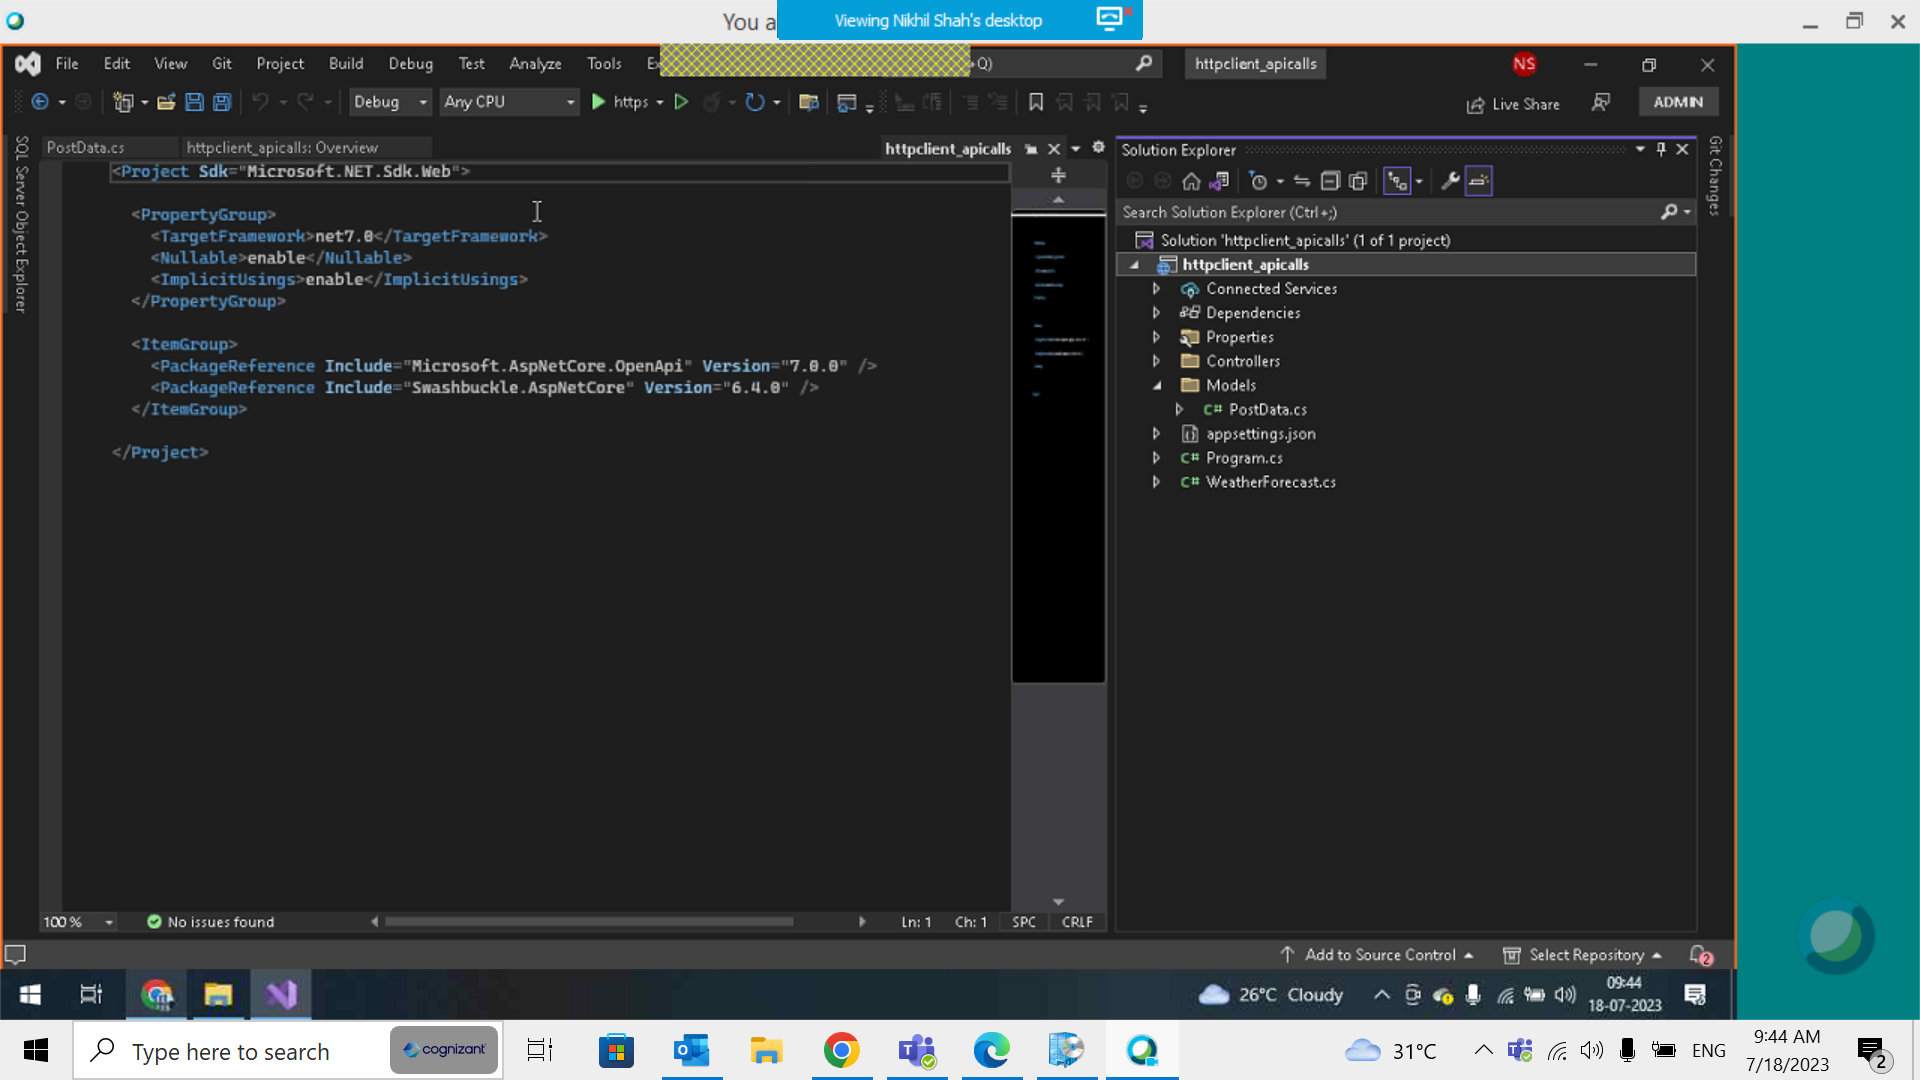 You a
Viewing Nikhil Shah's desktop
File Edit View Git Project Build Debug Test Analyze Tools Ex
+Q)
httpclient_apicalls
NS
Debug
Any CPU
https
Live Share
ADMIN
SQL Server Object Explorer
PostData.cs
httpclient_apicalls: Overview
httpclient_apicalls
<Project Sdk="Microsoft.NET.Sdk.Web">
<PropertyGroup>
<TargetFramework>net7.0</TargetFramework>
<Nullable>enable</Nullable>
<ImplicitUsings>enable</ImplicitUsings>
</PropertyGroup>
<ItemGroup>
<PackageReference Include="Microsoft.AspNetCore.OpenApi" Version="7.0.0" />
<PackageReference Include="Swashbuckle.AspNetCore" Version="6.4.0" />
</ItemGroup>
</Project>
100 %
No issues found
Ln: 1 Ch: 1 SPC CRLF
Solution Explorer
Search Solution Explorer (Ctrl+;)
Solution 'httpclient_apicalls' (1 of 1 project)
httpclient_apicalls
Connected Services
Dependencies
Properties
Controllers
Models
C# PostData.cs
appsettings.json
C# Program.cs
C# WeatherForecast.cs
Git Changes
Add to Source Control
Select Repository
2
26°C Cloudy
09:44
18-07-2023
Type here to search
cognizant
31°C
ENG
9:44 AM
7/18/2023
2